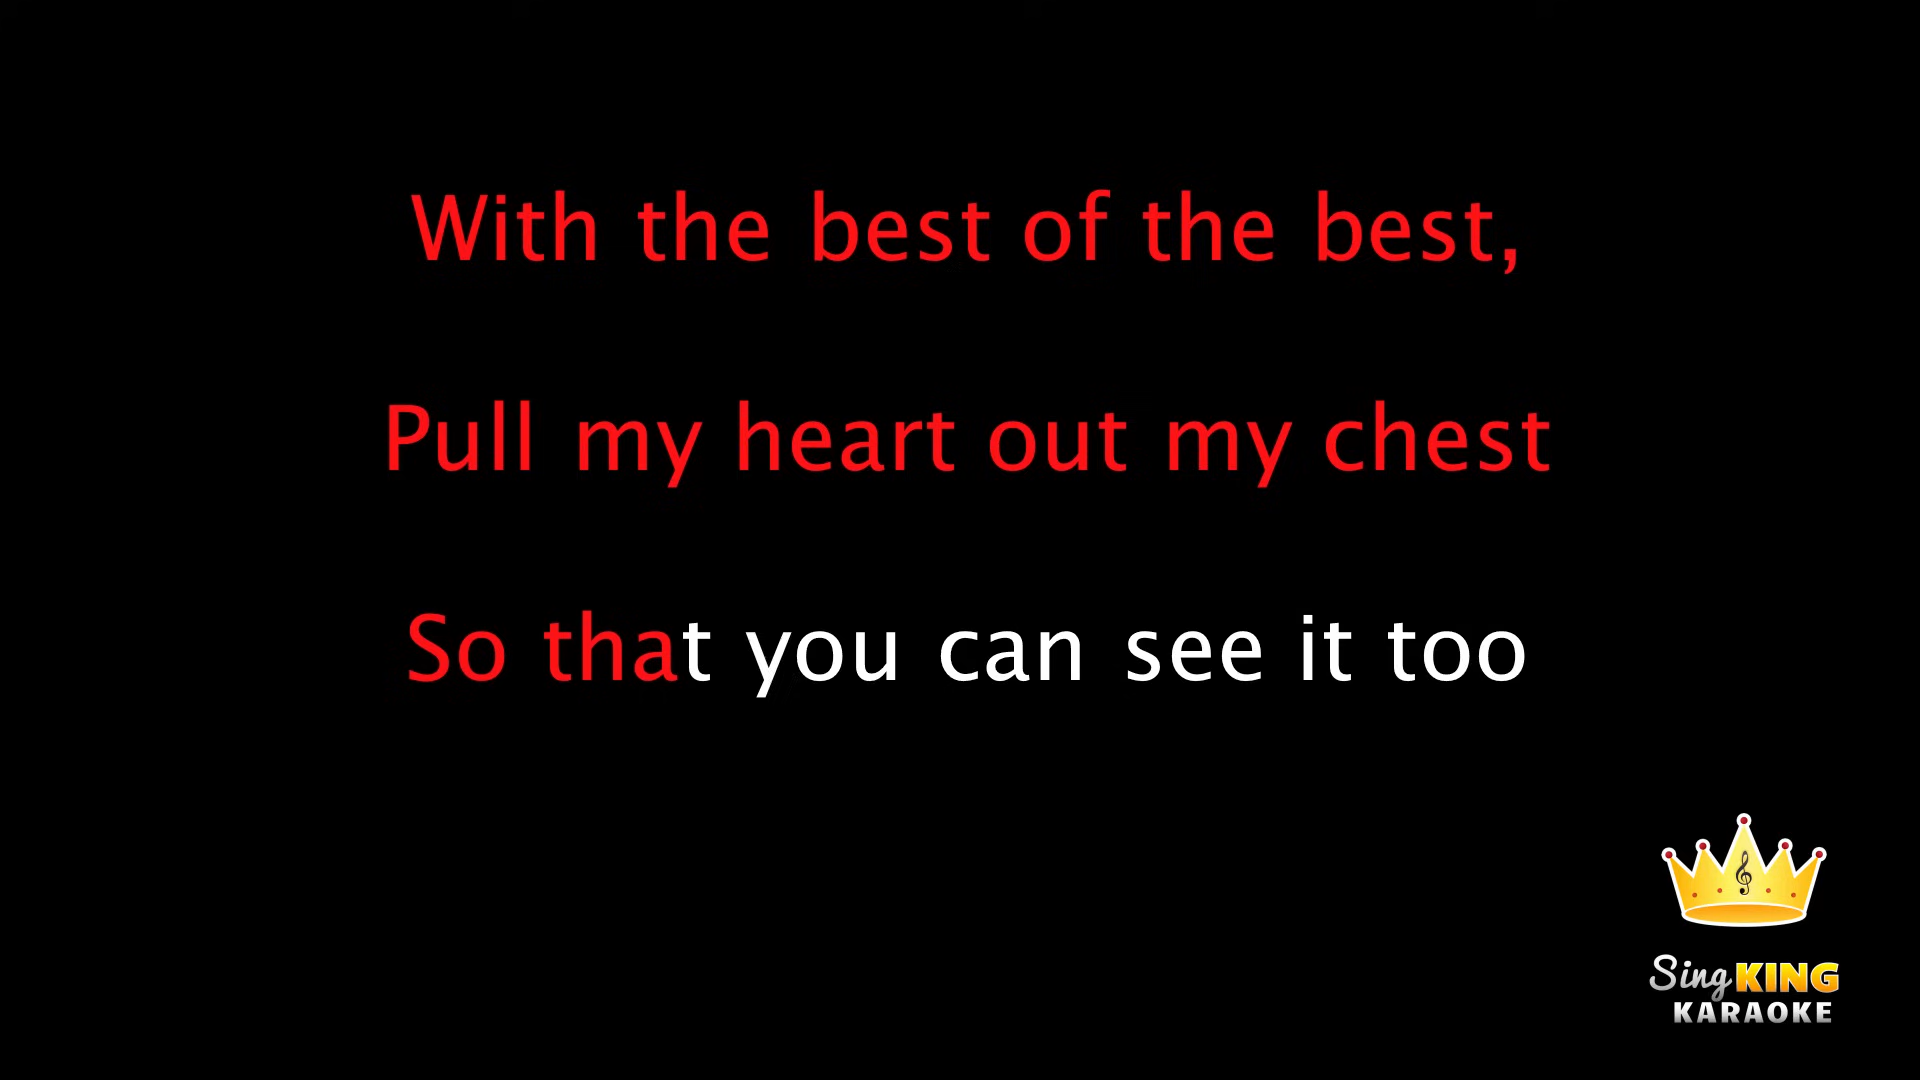 With the best of the best,
Pull my heart out my chest
So that you can see it too
Sing KING
KARAOKE